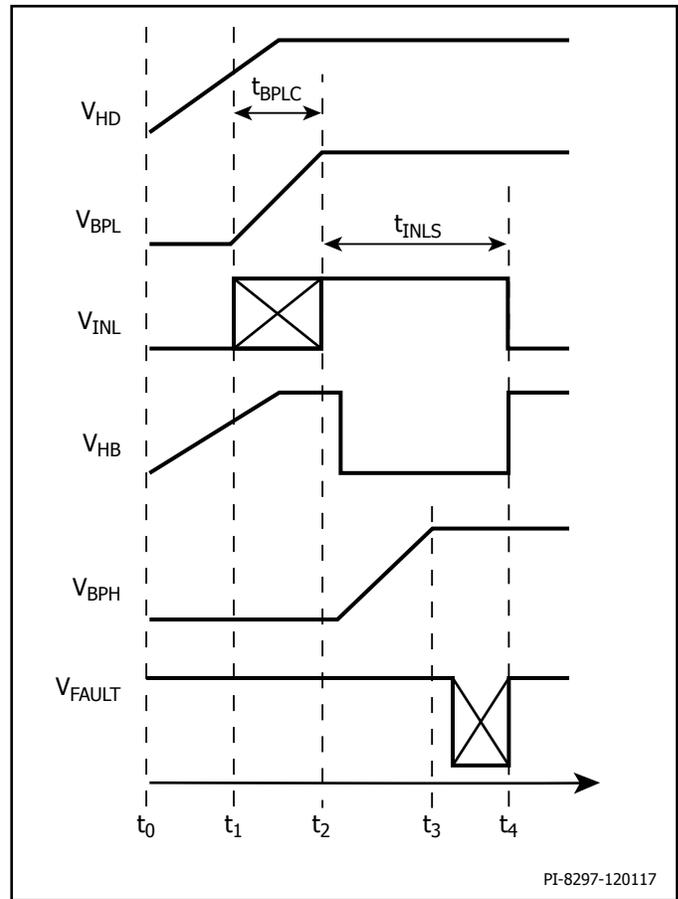 V_HD
t_BPLC
V_BPL
t_INLS
V_INL
V_HB
V_BPH
V_FAULT
t_0 t_1 t_2 t_3 t_4
PI-8297-120117